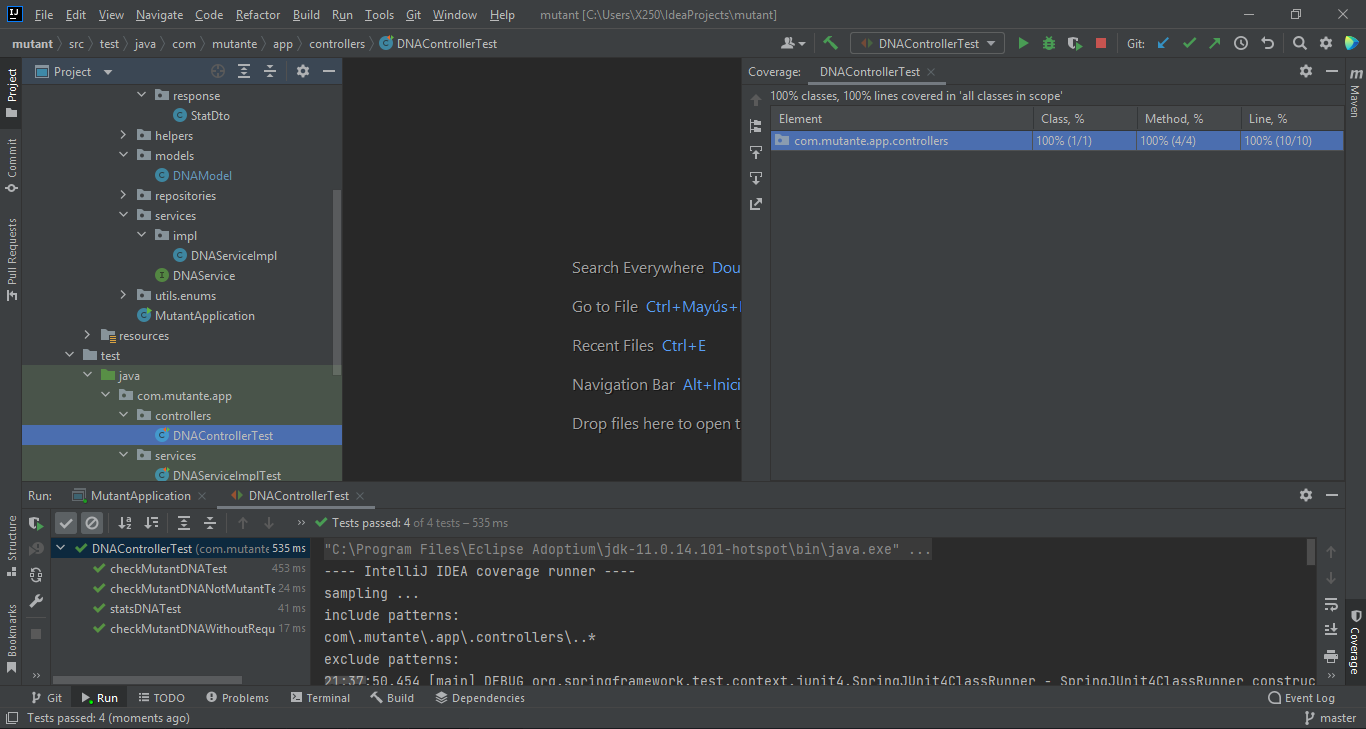 File Edit View Navigate Code Refactor Build Run Tools Git Window Help mutant [C:\Users\X250\IdeaProjects\mutant]
mutant src test java com mutante app controllers DNAControllerTest DNAControllerTest Git:
Project
Commit
Pull Requests
Structure
Bookmarks
Project
response
StatDto
helpers
models
DNAModel
repositories
services
impl
DNAServiceImpl
DNAService
utils.enums
MutantApplication
resources
test
java
com.mutante.app
controllers
DNAControllerTest
services
DNAServiceImplTest
Search Everywhere Dou
Go to File Ctrl+Mayús+
Recent Files Ctrl+E
Navigation Bar Alt+Inici
Drop files here to open t
Coverage: DNAControllerTest
100% classes, 100% lines covered in 'all classes in scope'
Element Class, % Method, % Line, %
com.mutante.app.controllers 100% (1/1) 100% (4/4) 100% (10/10)
m
Maven
Coverage
Run: MutantApplication DNAControllerTest
Tests passed: 4 of 4 tests – 535 ms
DNAControllerTest (com.mutante 535 ms
checkMutantDNATest 453 ms
checkMutantDNANotMutantTe 24 ms
statsDNATest 41 ms
checkMutantDNAWithoutRequ 17 ms
"C:\Program Files\Eclipse Adoptium\jdk-11.0.14.101-hotspot\bin\java.exe" ...
---- IntelliJ IDEA coverage runner ----
sampling ...
include patterns:
com\.mutante\.app\.controllers\..*
exclude patterns:
21:37:50.454 [main] DEBUG org.springframework.test.context.junit4.SpringJUnit4ClassRunner - SpringJUnit4ClassRunner construc
Git Run TODO Problems Terminal Build Dependencies Event Log
Tests passed: 4 (moments ago) master